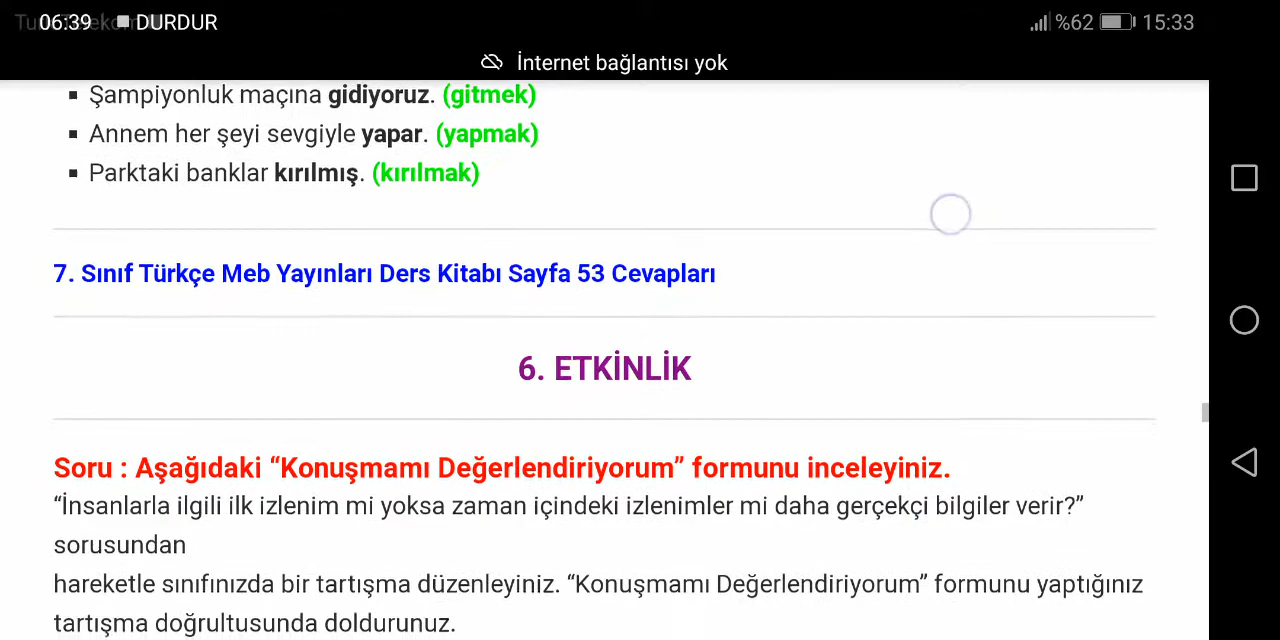 06:39 DURDUR %62 15:33
İnternet bağlantısı yok
▪ Şampiyonluk maçına gidiyoruz. (gitmek)
▪ Annem her şeyi sevgiyle yapar. (yapmak)
▪ Parktaki banklar kırılmış. (kırılmak)
7. Sınıf Türkçe Meb Yayınları Ders Kitabı Sayfa 53 Cevapları
6. ETKİNLİK
Soru : Aşağıdaki “Konuşmamı Değerlendiriyorum” formunu inceleyiniz.
“İnsanlarla ilgili ilk izlenim mi yoksa zaman içindeki izlenimler mi daha gerçekçi bilgiler verir?”
sorusundan
hareketle sınıfınızda bir tartışma düzenleyiniz. “Konuşmamı Değerlendiriyorum” formunu yaptığınız
tartışma doğrultusunda doldurunuz.